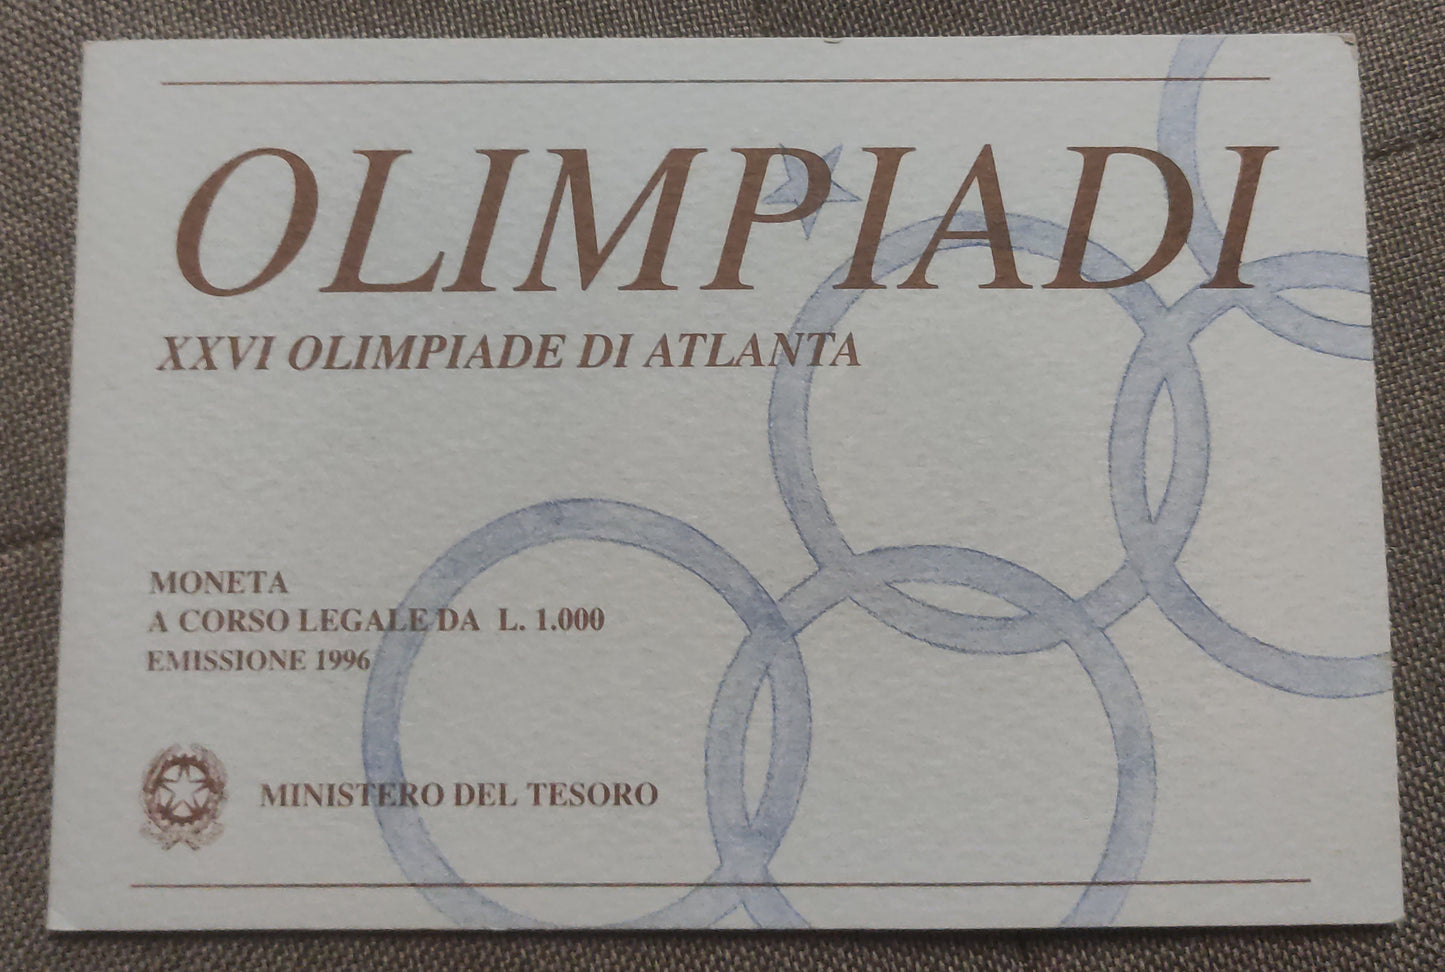 OLIMPIADI
XXVI OLIMPIADE DI ATLANTA
MONETA
A CORSO LEGALE DA L. 1.000
EMISSIONE 1996
MINISTERO DEL TESORO